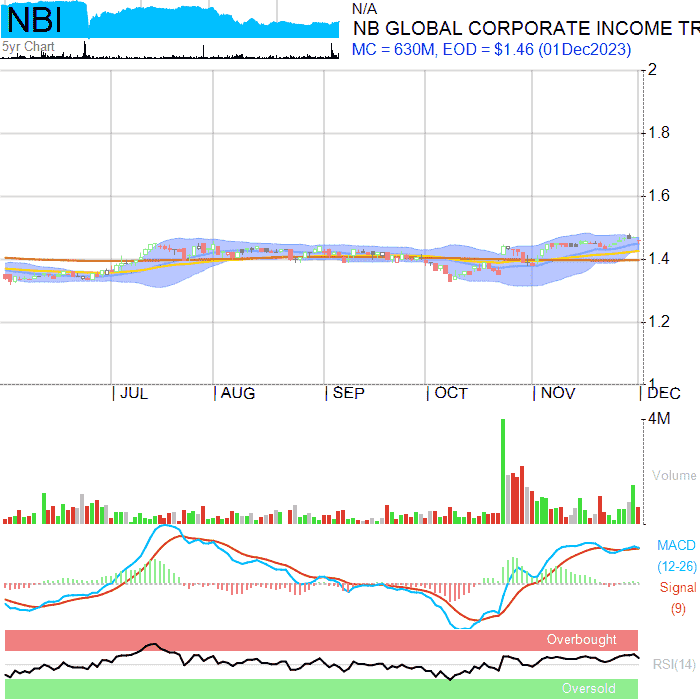 NBI
N/A
NB GLOBAL CORPORATE INCOME TR
MC = 630M, EOD = $1.46 (01Dec2023)
5yr Chart
2
1.8
1.6
1.4
1.2
1
JUL AUG SEP OCT NOV DEC
4M
Volume
MACD
(12-26)
Signal
(9)
Overbought
RSI(14)
Oversold